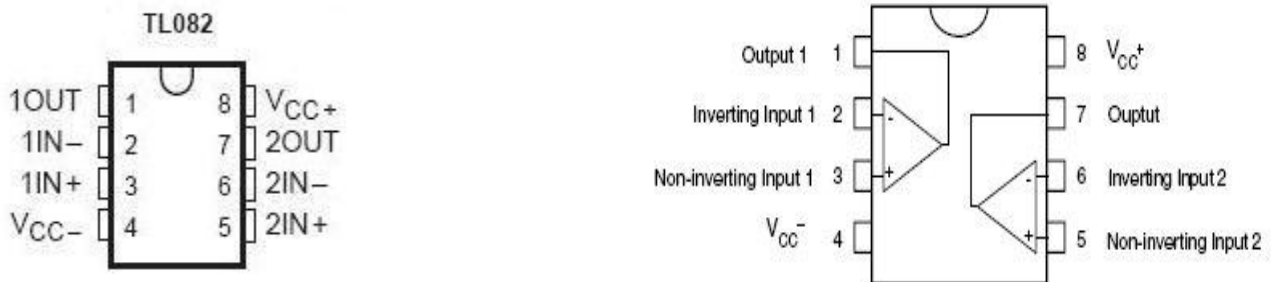 TL082
1OUT 1 8 VCC+
1IN− 2 7 2OUT
1IN+ 3 6 2IN−
VCC− 4 5 2IN+
Output 1 1 8 VCC+
Inverting Input 1 2 - 7 Ouptut
Non-inverting Input 1 3 + - 6 Inverting Input 2
VCC- 4 + 5 Non-inverting Input 2